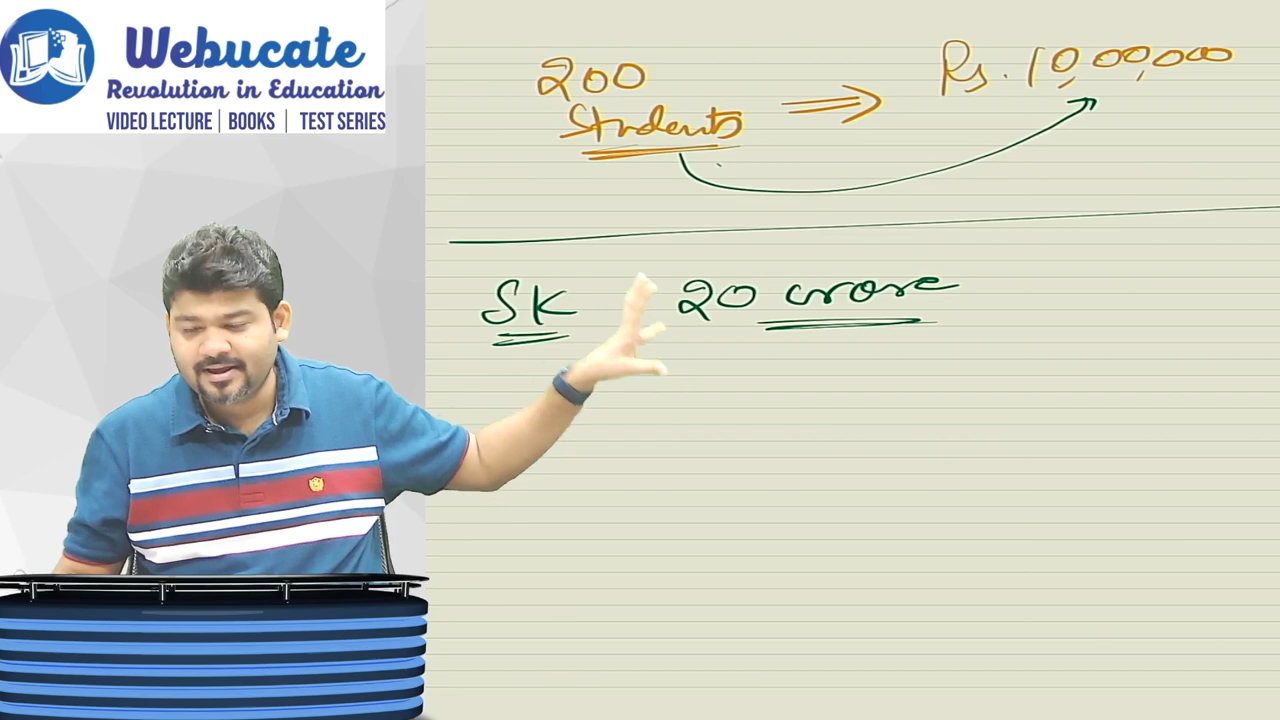 Webucate
Revolution in Education
VIDEO LECTURE | BOOKS | TEST SERIES
200
Students ⇒ Rs. 10,00,000
SK 20 crore